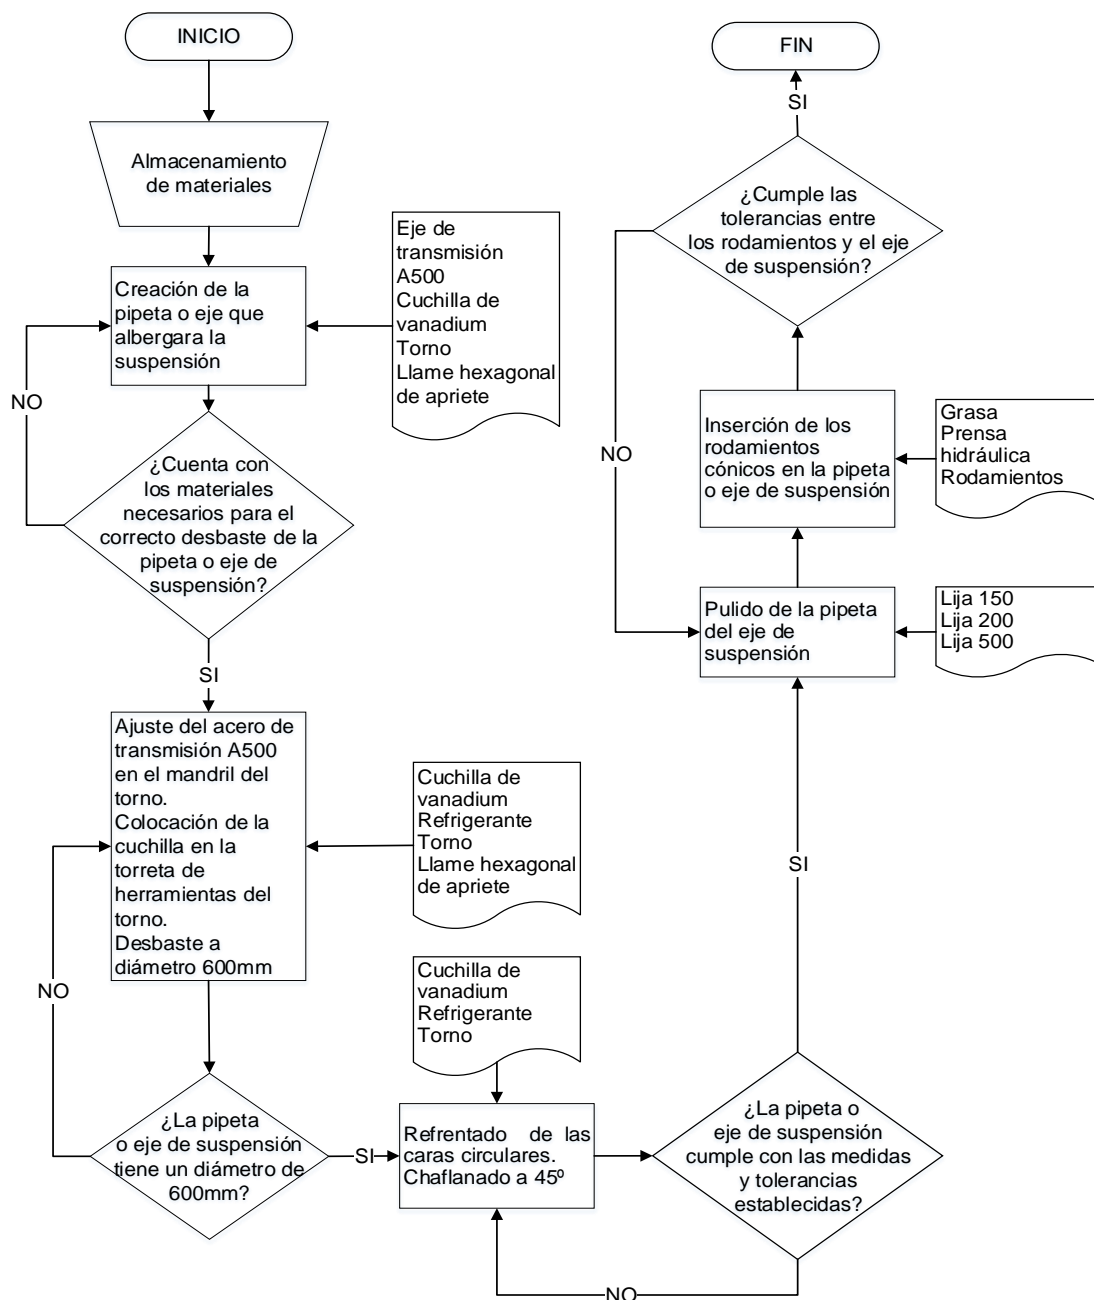 INICIO
Almacenamiento
de materiales
Creación de la
pipeta o eje que
albergara la
suspensión
Eje de
transmisión
A500
Cuchilla de
vanadium
Torno
Llame hexagonal
de apriete
NO
¿Cuenta con
los materiales
necesarios para el
correcto desbaste de la
pipeta o eje de
suspensión?
SI
Ajuste del acero de
transmisión A500
en el mandril del
torno.
Colocación de la
cuchilla en la
torreta de
herramientas del
torno.
Desbaste a
diámetro 600mm
Cuchilla de
vanadium
Refrigerante
Torno
Llame hexagonal
de apriete
NO
¿La pipeta
o eje de suspensión
tiene un diámetro de
600mm?
SI
Cuchilla de
vanadium
Refrigerante
Torno
Refrentado de las
caras circulares.
Chaflanado a 45º
¿La pipeta o
eje de suspensión
cumple con las medidas
y tolerancias
establecidas?
NO
SI
Pulido de la pipeta
del eje de
suspensión
Lija 150
Lija 200
Lija 500
Inserción de los
rodamientos
cónicos en la pipeta
o eje de suspensión
Grasa
Prensa
hidráulica
Rodamientos
¿Cumple las
tolerancias entre
los rodamientos y el eje
de suspensión?
NO
SI
FIN